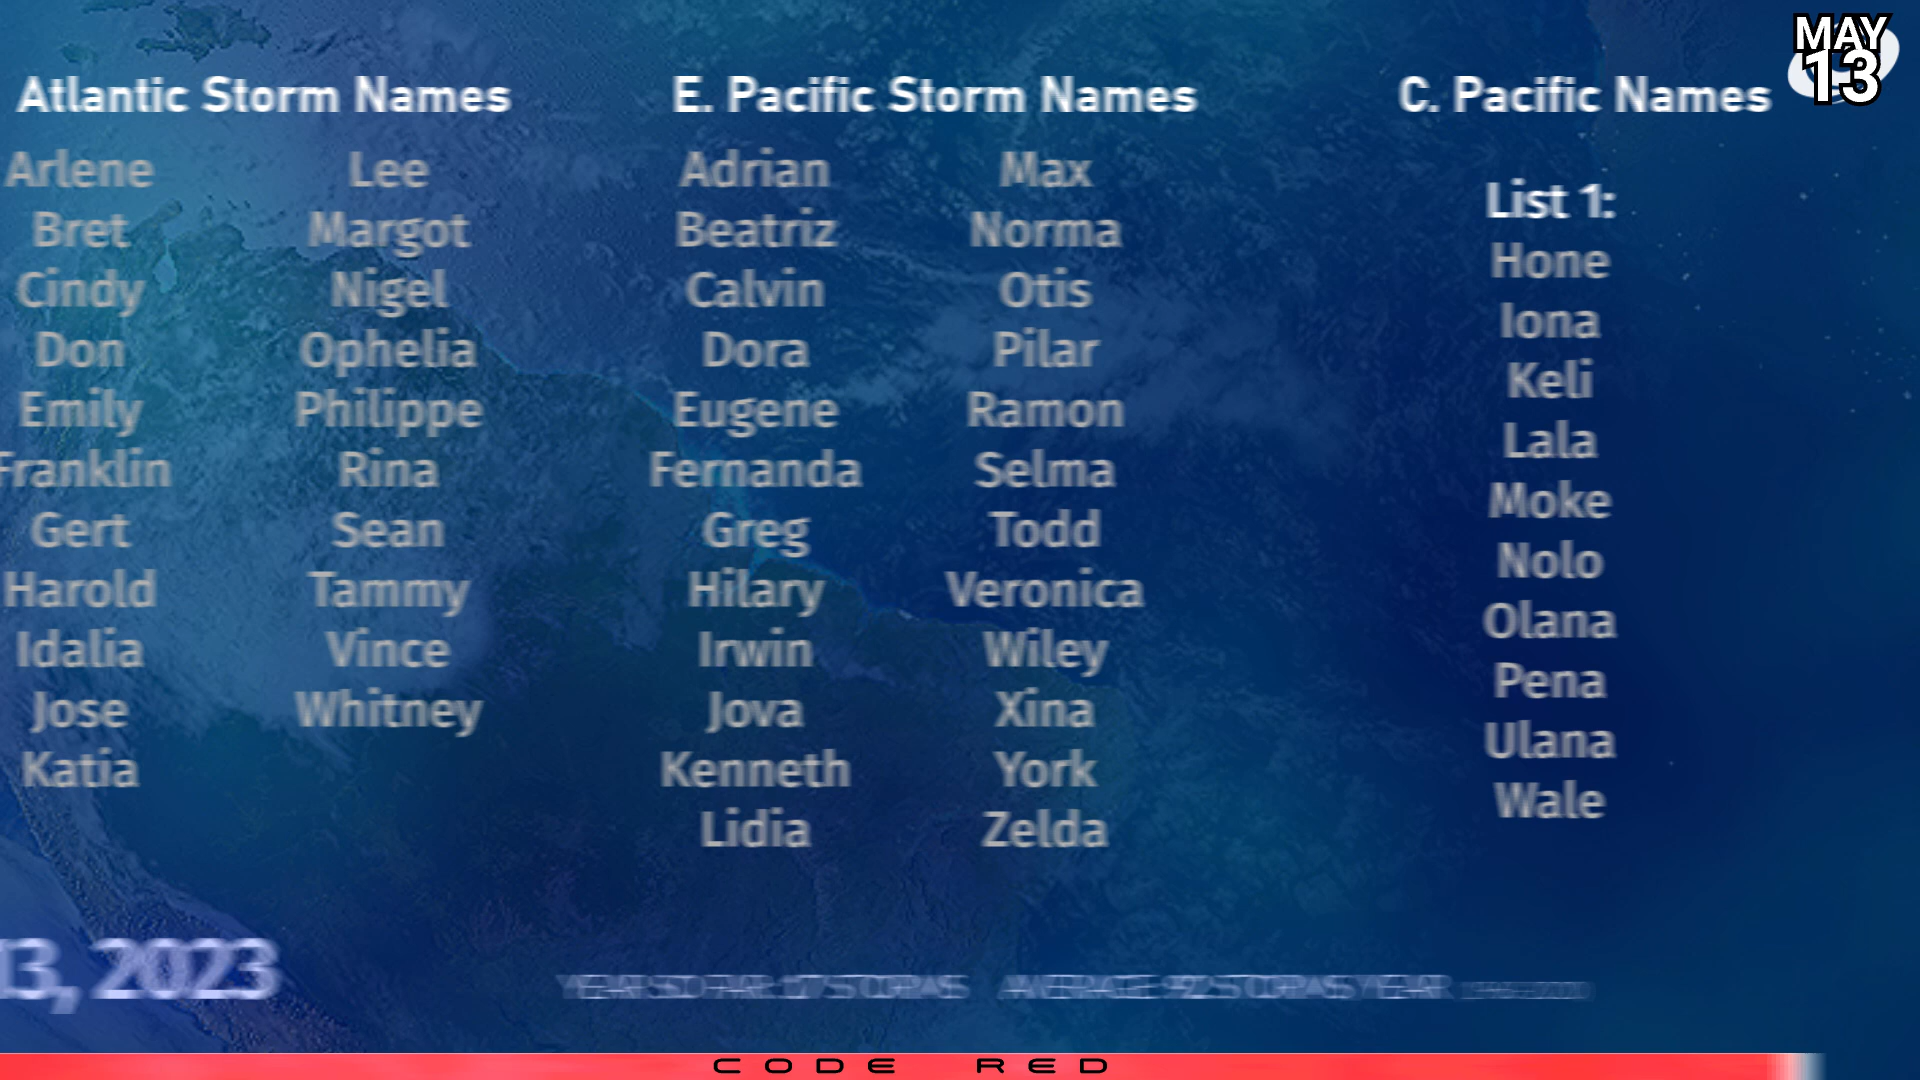 MAY
13
Atlantic Storm Names
Arlene
Bret
Cindy
Don
Emily
Franklin
Gert
Harold
Idalia
Jose
Katia
Lee
Margot
Nigel
Ophelia
Philippe
Rina
Sean
Tammy
Vince
Whitney
E. Pacific Storm Names
Adrian
Beatriz
Calvin
Dora
Eugene
Fernanda
Greg
Hilary
Irwin
Jova
Kenneth
Lidia
Max
Norma
Otis
Pilar
Ramon
Selma
Todd
Veronica
Wiley
Xina
York
Zelda
C. Pacific Names
List 1:
Hone
Iona
Keli
Lala
Moke
Nolo
Olana
Pena
Ulana
Wale
13, 2023
CODE RED